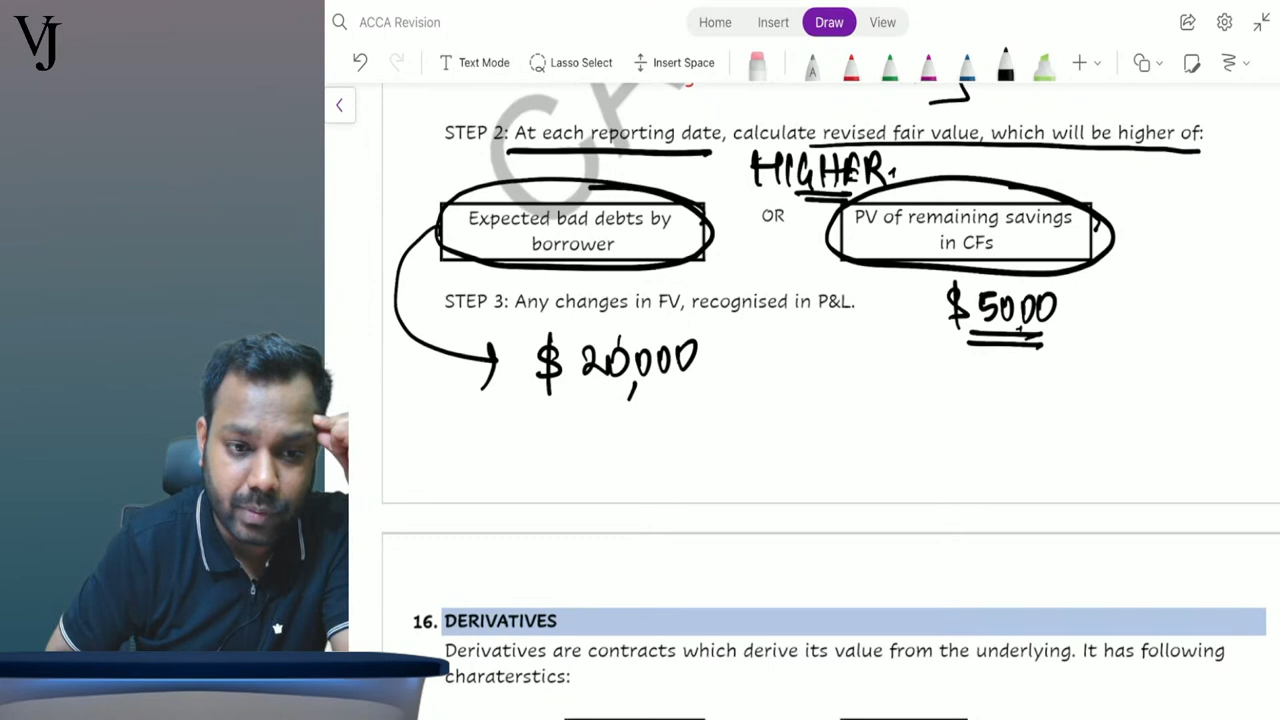 VJ
ACCA Revision
Home Insert Draw View
Text Mode Lasso Select Insert Space
STEP 2: At each reporting date, calculate revised fair value, which will be higher of:
HIGHER.
Expected bad debts by
borrower
OR
PV of remaining savings
in CFs
STEP 3: Any changes in FV, recognised in P&L.
$ 5000
$ 20,000
16. DERIVATIVES
Derivatives are contracts which derive its value from the underlying. It has following
charaterstics: